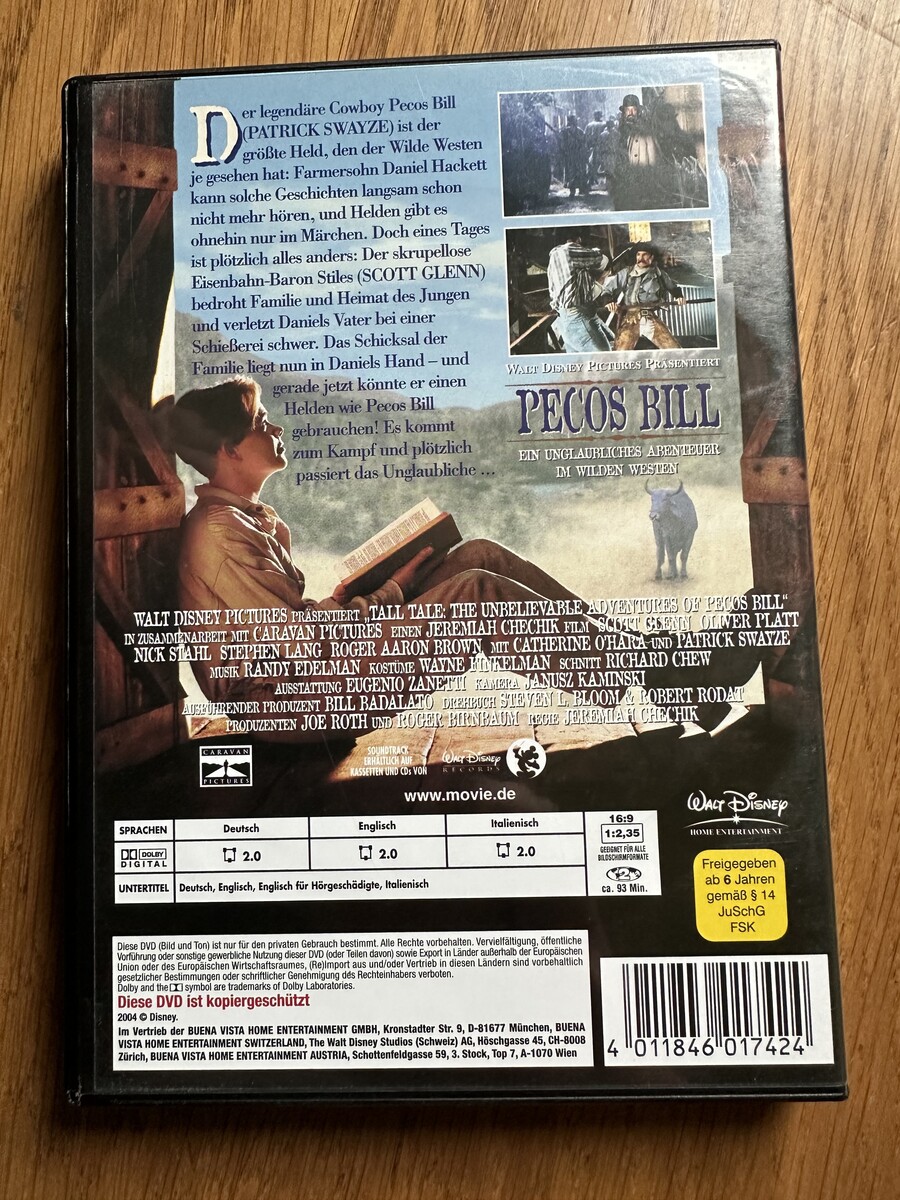 Der legendäre Cowboy Pecos Bill
(PATRICK SWAYZE) ist der
größte Held, den der Wilde Westen
je gesehen hat: Farmersohn Daniel Hackett
kann solche Geschichten langsam schon
nicht mehr hören, und Helden gibt es
ohnehin nur im Märchen. Doch eines Tages
ist plötzlich alles anders: Der skrupellose
Eisenbahn-Baron Stiles (SCOTT GLENN)
bedroht Familie und Heimat des Jungen
und verletzt Daniels Vater bei einer
Schießerei schwer. Das Schicksal der
Familie liegt nun in Daniels Hand – und
gerade jetzt könnte er einen
Helden wie Pecos Bill
gebrauchen! Es kommt
zum Kampf und plötzlich
passiert das Unglaubliche ...
WALT DISNEY PICTURES PRÄSENTIERT
PECOS BILL
EIN UNGLAUBLICHES ABENTEUER
IM WILDEN WESTEN
WALT DISNEY PICTURES PRÄSENTIERT „TALL TALE: THE UNBELIEVABLE ADVENTURES OF PECOS BILL“
IN ZUSAMMENARBEIT MIT CARAVAN PICTURES EINEN JEREMIAH CHECHIK FILM SCOTT GLENN OLIVER PLATT
NICK STAHL STEPHEN LANG ROGER AARON BROWN MIT CATHERINE O'HARA UND PATRICK SWAYZE
MUSIK RANDY EDELMAN KOSTÜME WAYNE FINKELMAN SCHNITT RICHARD CHEW
AUSSTATTUNG EUGENIO ZANETTI KAMERA JANUSZ KAMINSKI
AUSFÜHRENDER PRODUZENT BILL BADALATO DREHBUCH STEVEN L. BLOOM & ROBERT RODAT
PRODUZENTEN JOE ROTH UND ROGER BIRNBAUM REGIE JEREMIAH CHECHIK
CARAVAN
PICTURES
SOUNDTRACK
ERHÄLTLICH AUF
KASSETTEN UND CDs VON
WALT DISNEY
RECORDS
www.movie.de
WALT DISNEY
HOME ENTERTAINMENT
SPRACHEN Deutsch Englisch Italienisch
DOLBY
DIGITAL 2.0 2.0 2.0
UNTERTITEL Deutsch, Englisch, Englisch für Hörgeschädigte, Italienisch
16:9
1:2,35
GEEIGNET FÜR ALLE
BILDSCHIRMFORMATE
2
ca. 93 Min.
Freigegeben
ab 6 Jahren
gemäß § 14
JuSchG
FSK
Diese DVD (Bild und Ton) ist nur für den privaten Gebrauch bestimmt. Alle Rechte vorbehalten. Vervielfältigung, öffentliche
Vorführung oder sonstige gewerbliche Nutzung dieser DVD (oder Teilen davon) sowie Export in Länder außerhalb der Europäischen
Union oder des Europäischen Wirtschaftsraumes, (Re)Import aus und/oder Vertrieb in diesen Ländern sind vorbehaltlich
gesetzlicher Bestimmungen oder schriftlicher Genehmigung des Rechteinhabers verboten.
Dolby and the symbol are trademarks of Dolby Laboratories.
Diese DVD ist kopiergeschützt
2004 © Disney.
Im Vertrieb der BUENA VISTA HOME ENTERTAINMENT GMBH, Kronstadter Str. 9, D-81677 München, BUENA
VISTA HOME ENTERTAINMENT SWITZERLAND, The Walt Disney Studios (Schweiz) AG, Höschgasse 45, CH-8008
Zürich, BUENA VISTA HOME ENTERTAINMENT AUSTRIA, Schottenfeldgasse 59, 3. Stock, Top 7, A-1070 Wien
4 011846 017424